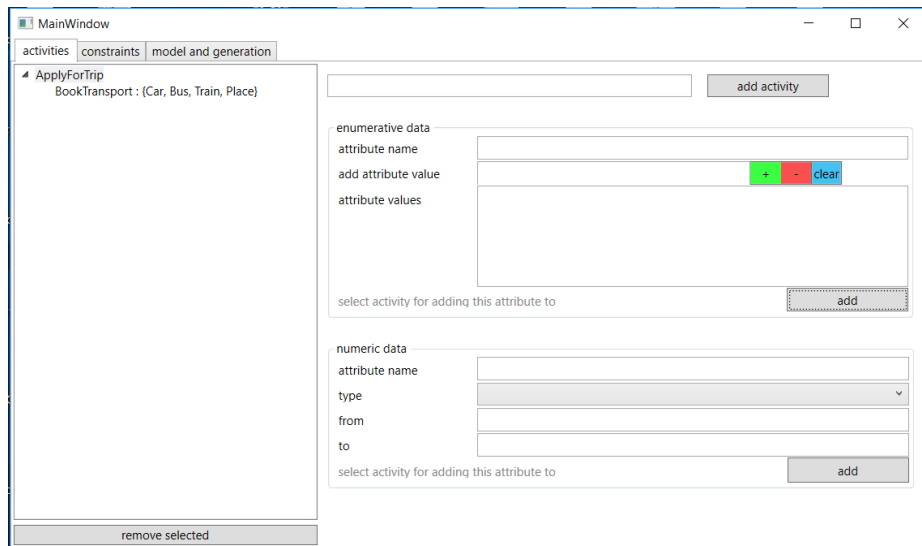 MainWindow
activities constraints model and generation
ApplyForTrip
BookTransport : {Car, Bus, Train, Place}
add activity
enumerative data
attribute name
add attribute value + - clear
attribute values
select activity for adding this attribute to add
numeric data
attribute name
type
from
to
select activity for adding this attribute to add
remove selected